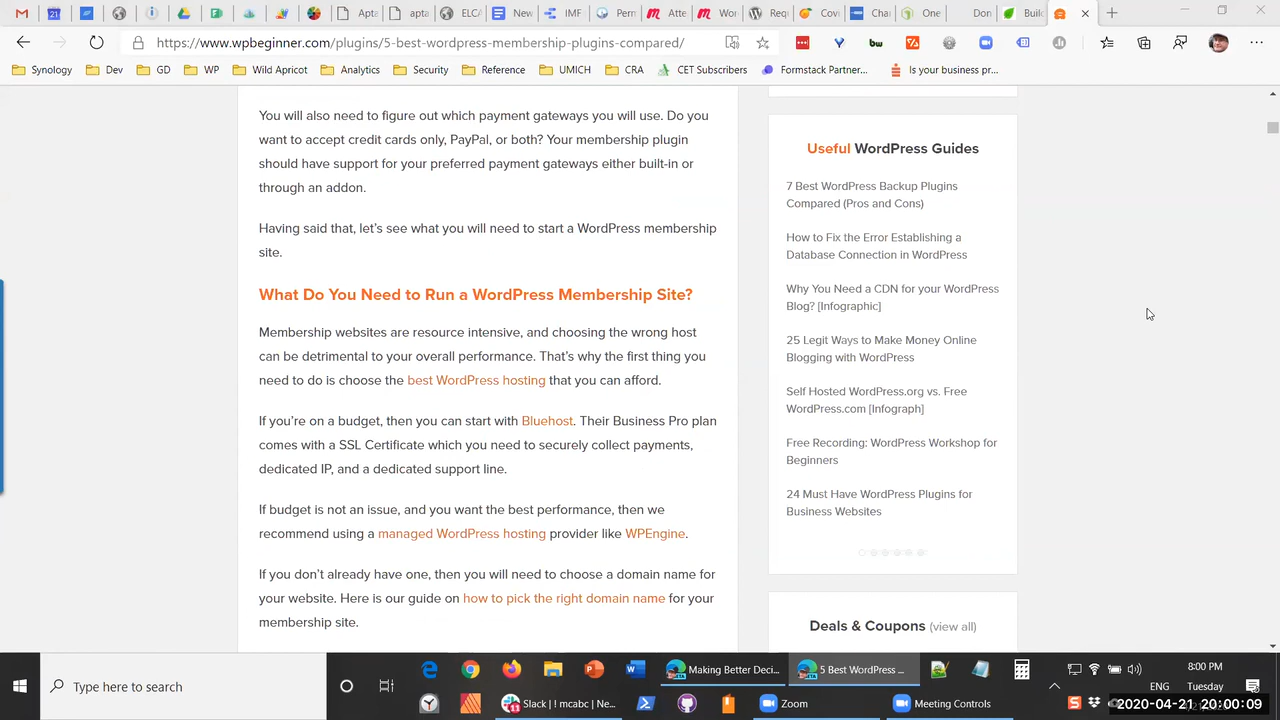 21
Apta
apta
ELCA
New
IMF
Perr
Atte
Wor
Req
Cov
Char
One
Don
Build
https://www.wpbeginner.com/plugins/5-best-wordpress-membership-plugins-compared/
bw
Synology
Dev
GD
WP
Wild Apricot
Analytics
Security
Reference
UMICH
CRA
CET Subscribers
Formstack Partner...
Is your business pr...
You will also need to figure out which payment gateways you will use. Do you
want to accept credit cards only, PayPal, or both? Your membership plugin
should have support for your preferred payment gateways either built-in or
through an addon.
Having said that, let's see what you will need to start a WordPress membership
site.
What Do You Need to Run a WordPress Membership Site?
Membership websites are resource intensive, and choosing the wrong host
can be detrimental to your overall performance. That's why the first thing you
need to do is choose the best WordPress hosting that you can afford.
If you're on a budget, then you can start with Bluehost. Their Business Pro plan
comes with a SSL Certificate which you need to securely collect payments,
dedicated IP, and a dedicated support line.
If budget is not an issue, and you want the best performance, then we
recommend using a managed WordPress hosting provider like WPEngine.
If you don't already have one, then you will need to choose a domain name for
your website. Here is our guide on how to pick the right domain name for your
membership site.
Useful WordPress Guides
7 Best WordPress Backup Plugins
Compared (Pros and Cons)
How to Fix the Error Establishing a
Database Connection in WordPress
Why You Need a CDN for your WordPress
Blog? [Infographic]
25 Legit Ways to Make Money Online
Blogging with WordPress
Self Hosted WordPress.org vs. Free
WordPress.com [Infograph]
Free Recording: WordPress Workshop for
Beginners
24 Must Have WordPress Plugins for
Business Websites
Deals & Coupons (view all)
Type here to search
Making Better Deci...
5 Best WordPress ...
Slack | ! mcabc | Ne...
Zoom
Meeting Controls
ENG
8:00 PM
Tuesday
2020-04-21 20:00:09